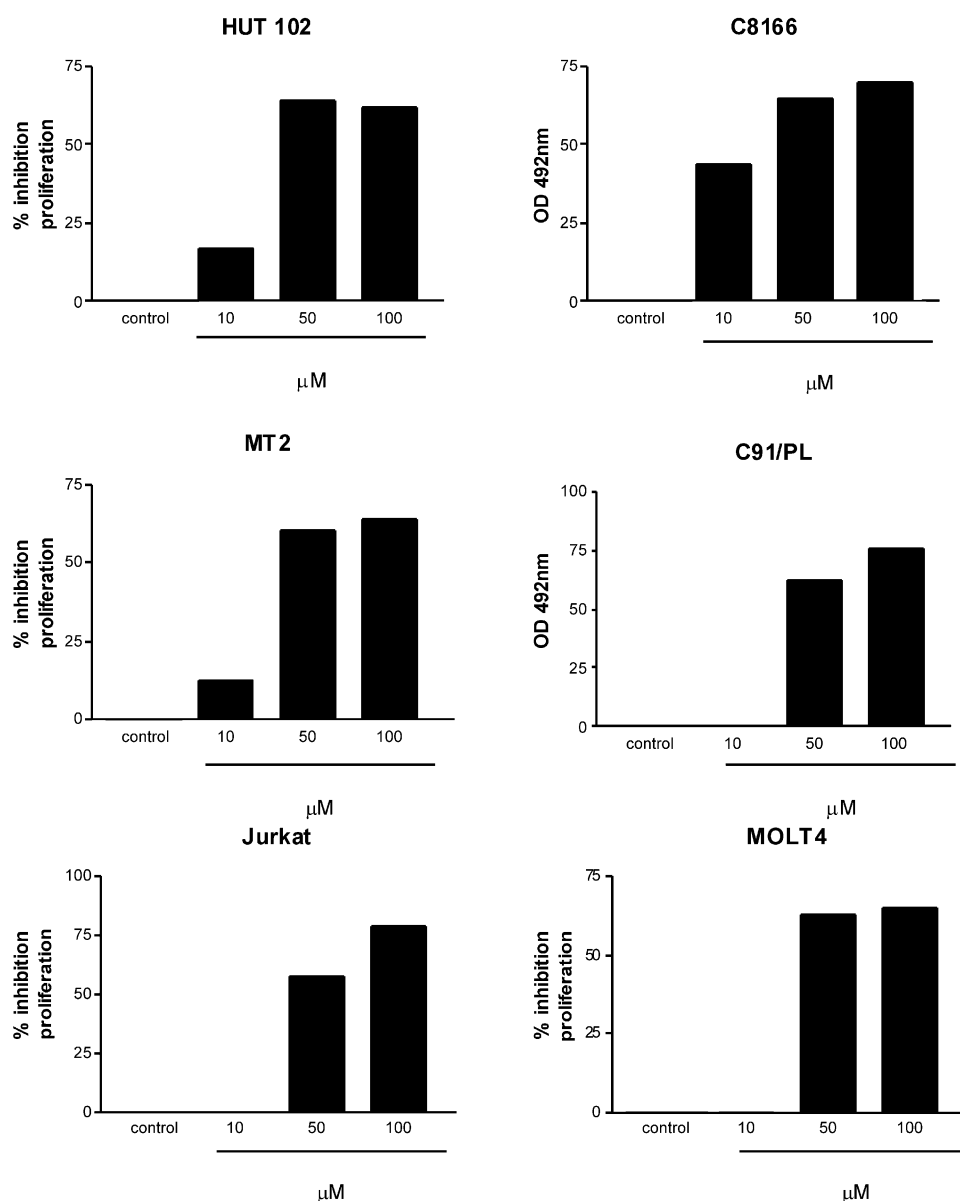 HUT 102
75
50
25
0
% inhibition
proliferation
control 10 50 100
μM
C8166
75
50
25
0
OD 492nm
control 10 50 100
μM
MT2
75
50
25
0
% inhibition
proliferation
control 10 50 100
μM
C91/PL
100
75
50
25
0
OD 492nm
control 10 50 100
μM
Jurkat
100
75
50
25
0
% inhibition
proliferation
control 10 50 100
μM
MOLT4
75
50
25
0
% inhibition
proliferation
control 10 50 100
μM